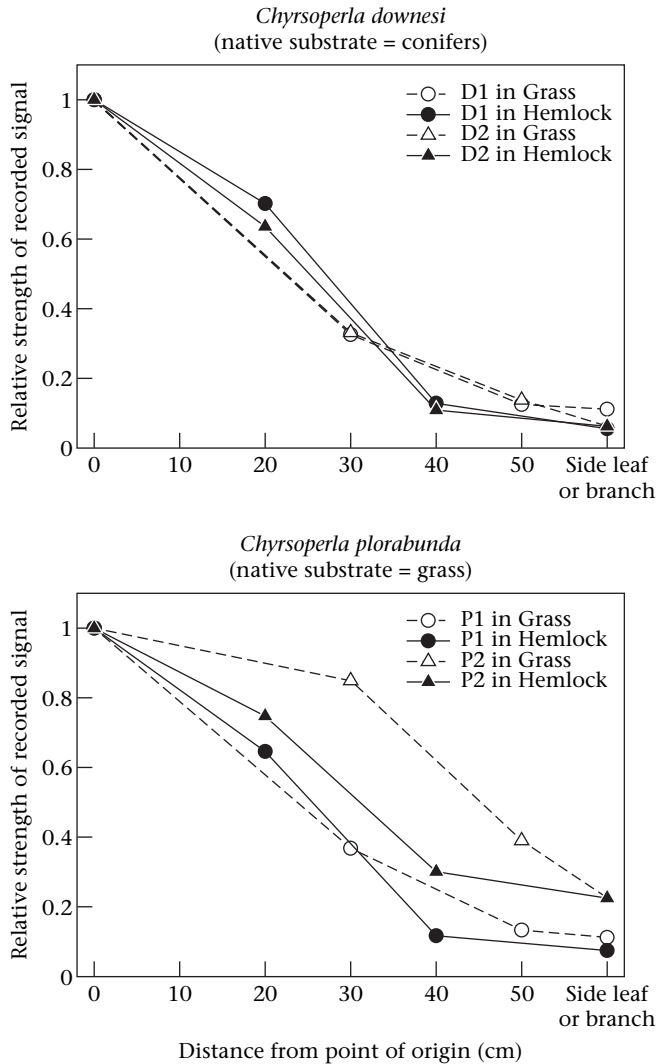 Chyrsoperla downesi
(native substrate = conifers)
Relative strength of recorded signal
1
0.8
0.6
0.4
0.2
0
D1 in Grass
D1 in Hemlock
D2 in Grass
D2 in Hemlock
0 10 20 30 40 50 Side leaf
or branch
Chyrsoperla plorabunda
(native substrate = grass)
Relative strength of recorded signal
1
0.8
0.6
0.4
0.2
0
P1 in Grass
P1 in Hemlock
P2 in Grass
P2 in Hemlock
0 10 20 30 40 50 Side leaf
or branch
Distance from point of origin (cm)